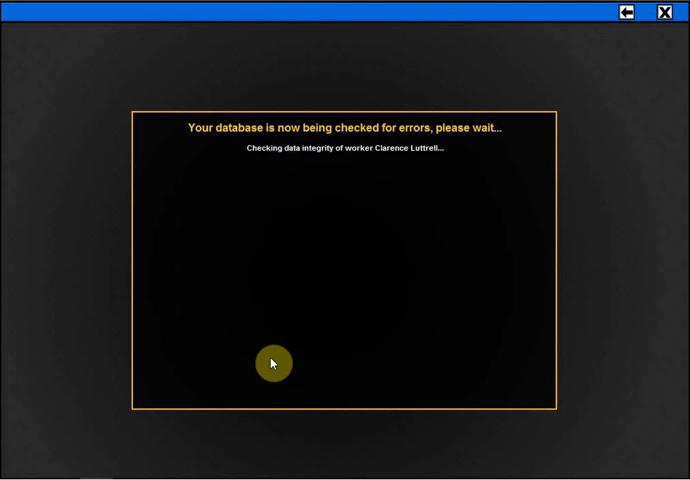 Your database is now being checked for errors, please wait...
Checking data integrity of worker Clarence Luttrell...